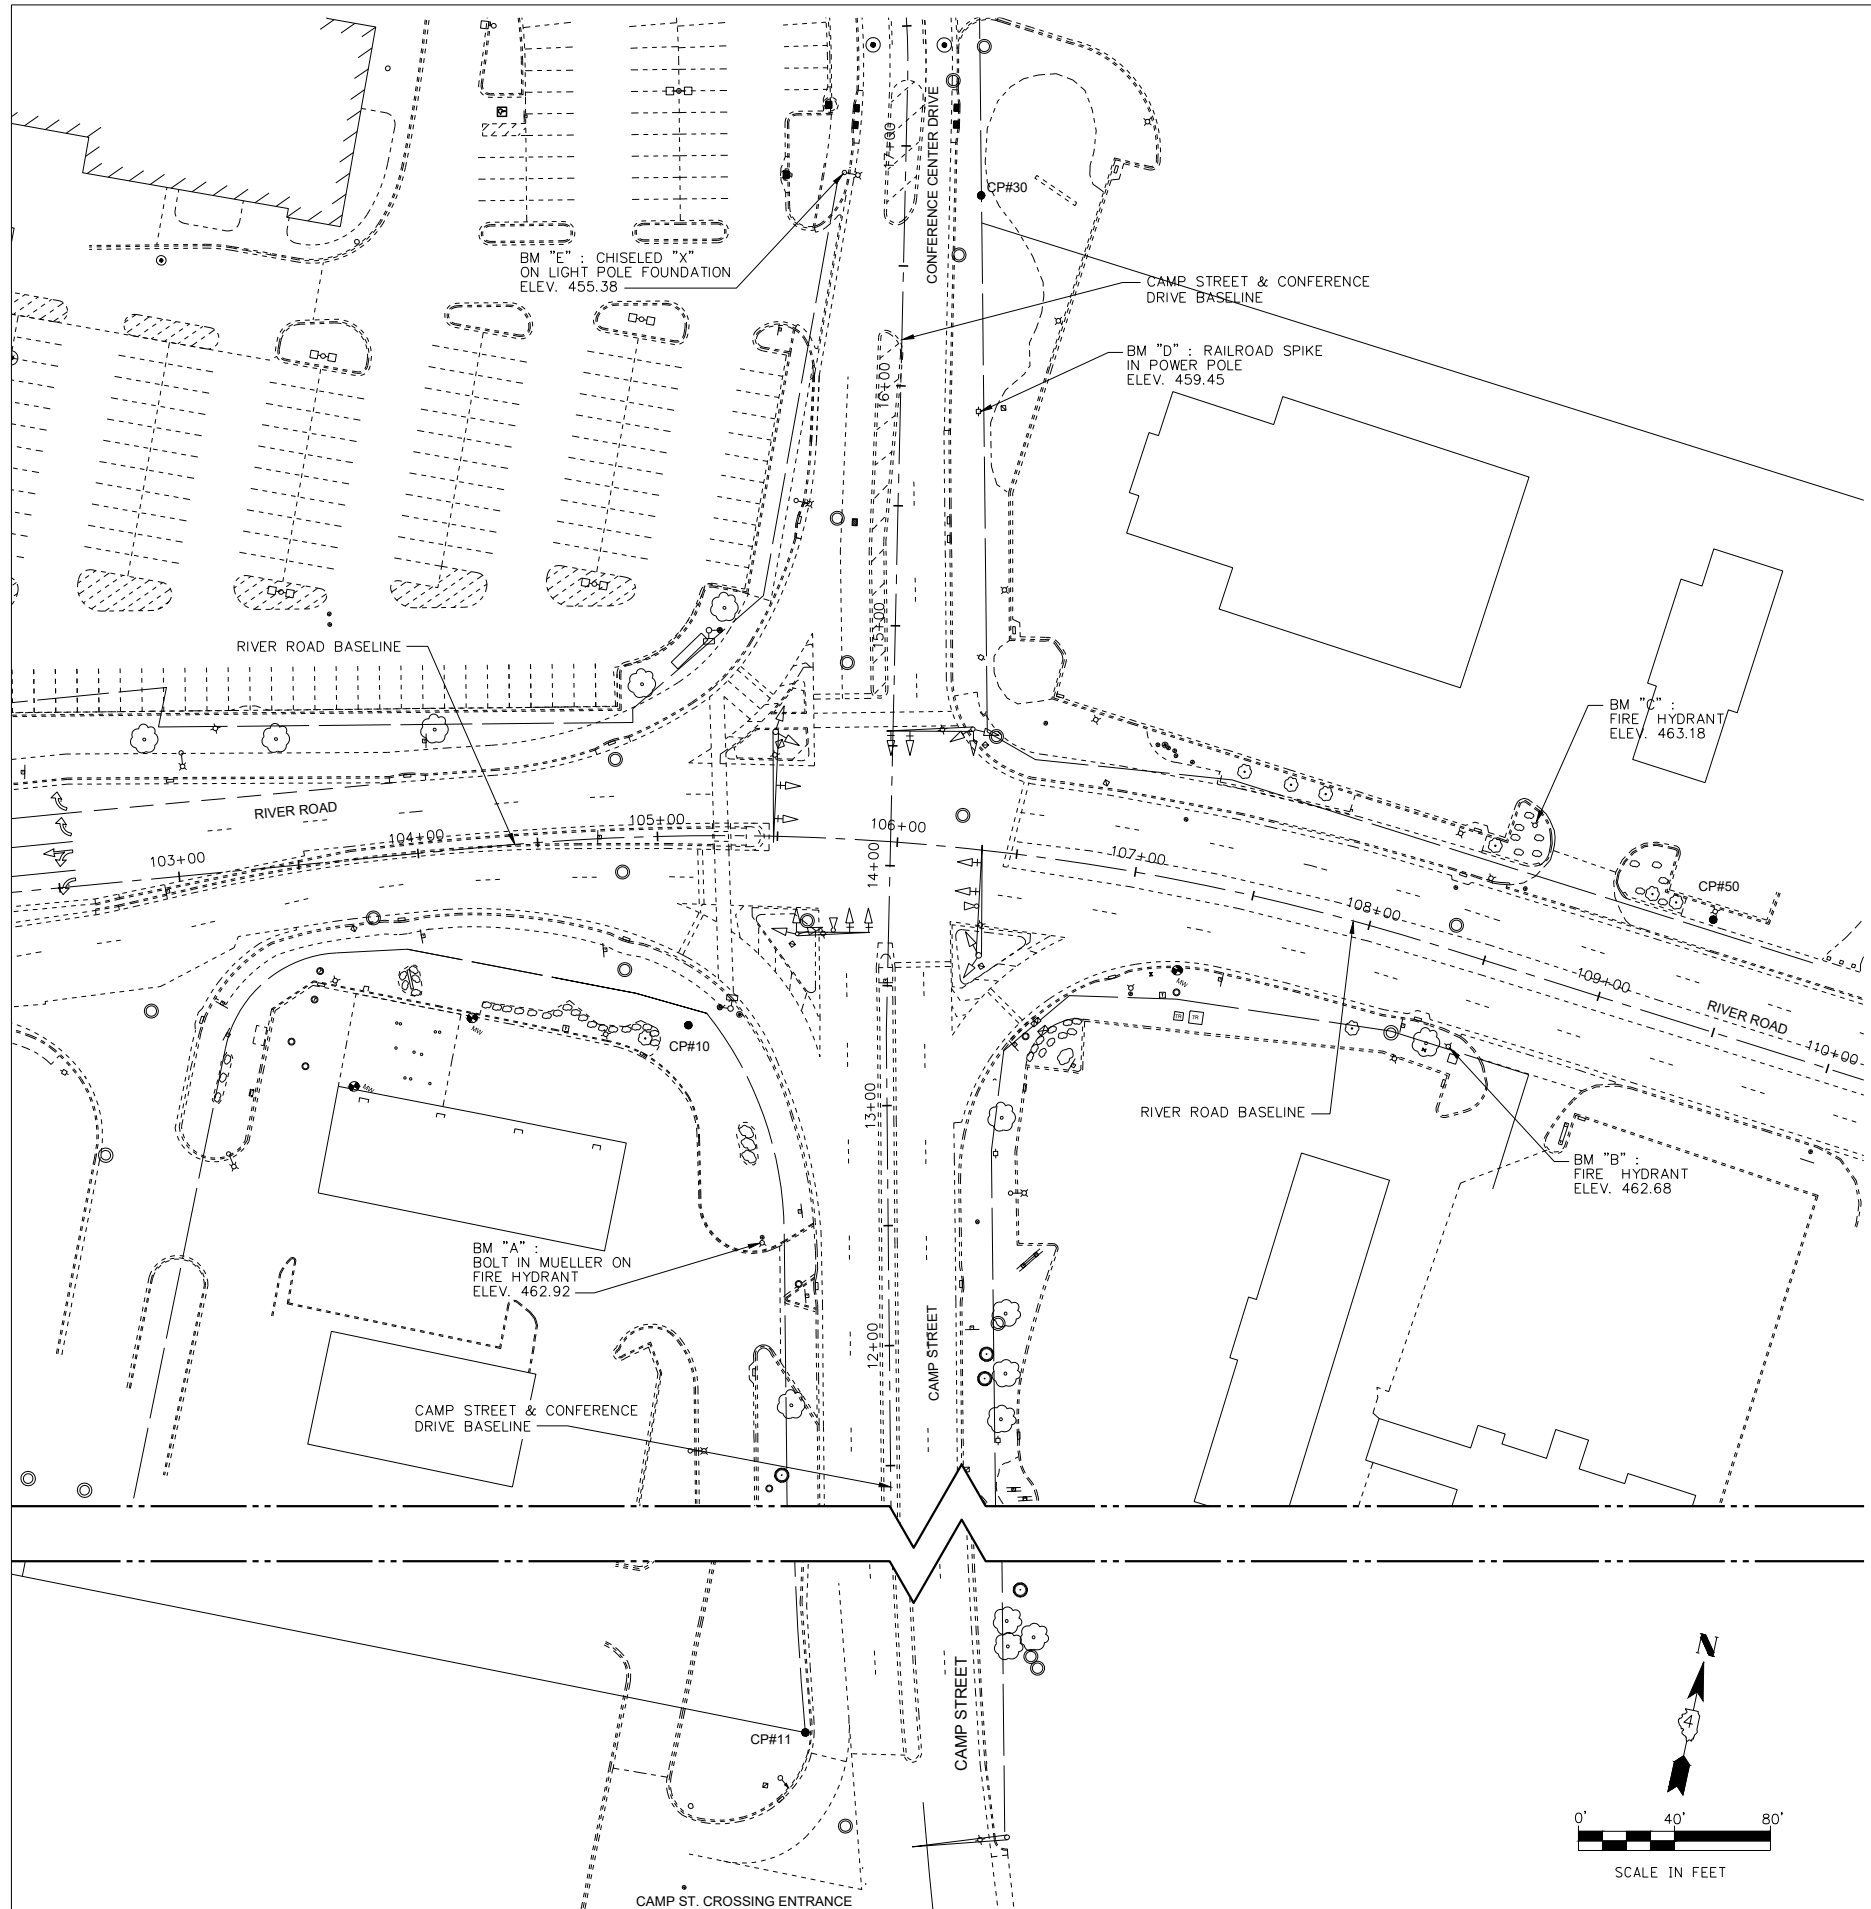 CONFERENCE CENTER DRIVE
17+00
CP#30
BM "E" : CHISELED "X"
ON LIGHT POLE FOUNDATION
ELEV. 455.38
CAMP STREET & CONFERENCE
DRIVE BASELINE
BM "D" : RAILROAD SPIKE
IN POWER POLE
ELEV. 459.45
16+00
15+00
RIVER ROAD BASELINE
BM "C" :
FIRE HYDRANT
ELEV. 463.18
RIVER ROAD
103+00
104+00
105+00
106+00
107+00
14+00
CP#50
108+00
109+00
RIVER ROAD
110+00
MW
MW
TR
TR
CP#10
MW
13+00
RIVER ROAD BASELINE
BM "B" :
FIRE HYDRANT
ELEV. 462.68
BM "A" :
BOLT IN MUELLER ON
FIRE HYDRANT
ELEV. 462.92
12+00
CAMP STREET
CAMP STREET & CONFERENCE
DRIVE BASELINE
CAMP STREET
CP#11
N
4
0' 40' 80'
SCALE IN FEET
CAMP ST. CROSSING ENTRANCE